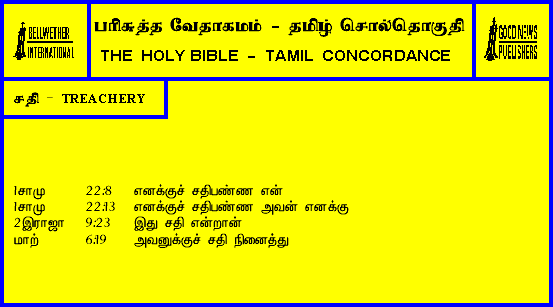 BELLWETHER
INTERNATIONAL
பரிசுத்த வேதாகமம் - தமிழ் சொல்தொகுதி
THE HOLY BIBLE - TAMIL CONCORDANCE
GOOD NEWS
PUBLISHERS
சதி - TREACHERY
1சாமு 22:8 எனக்குச் சதிபண்ண என்
1சாமு 22:13 எனக்குச் சதிபண்ண அவன் எனக்கு
2இராஜா 9:23 இது சதி என்றான்
மாற் 6:19 அவனுக்குச் சதி நினைத்து